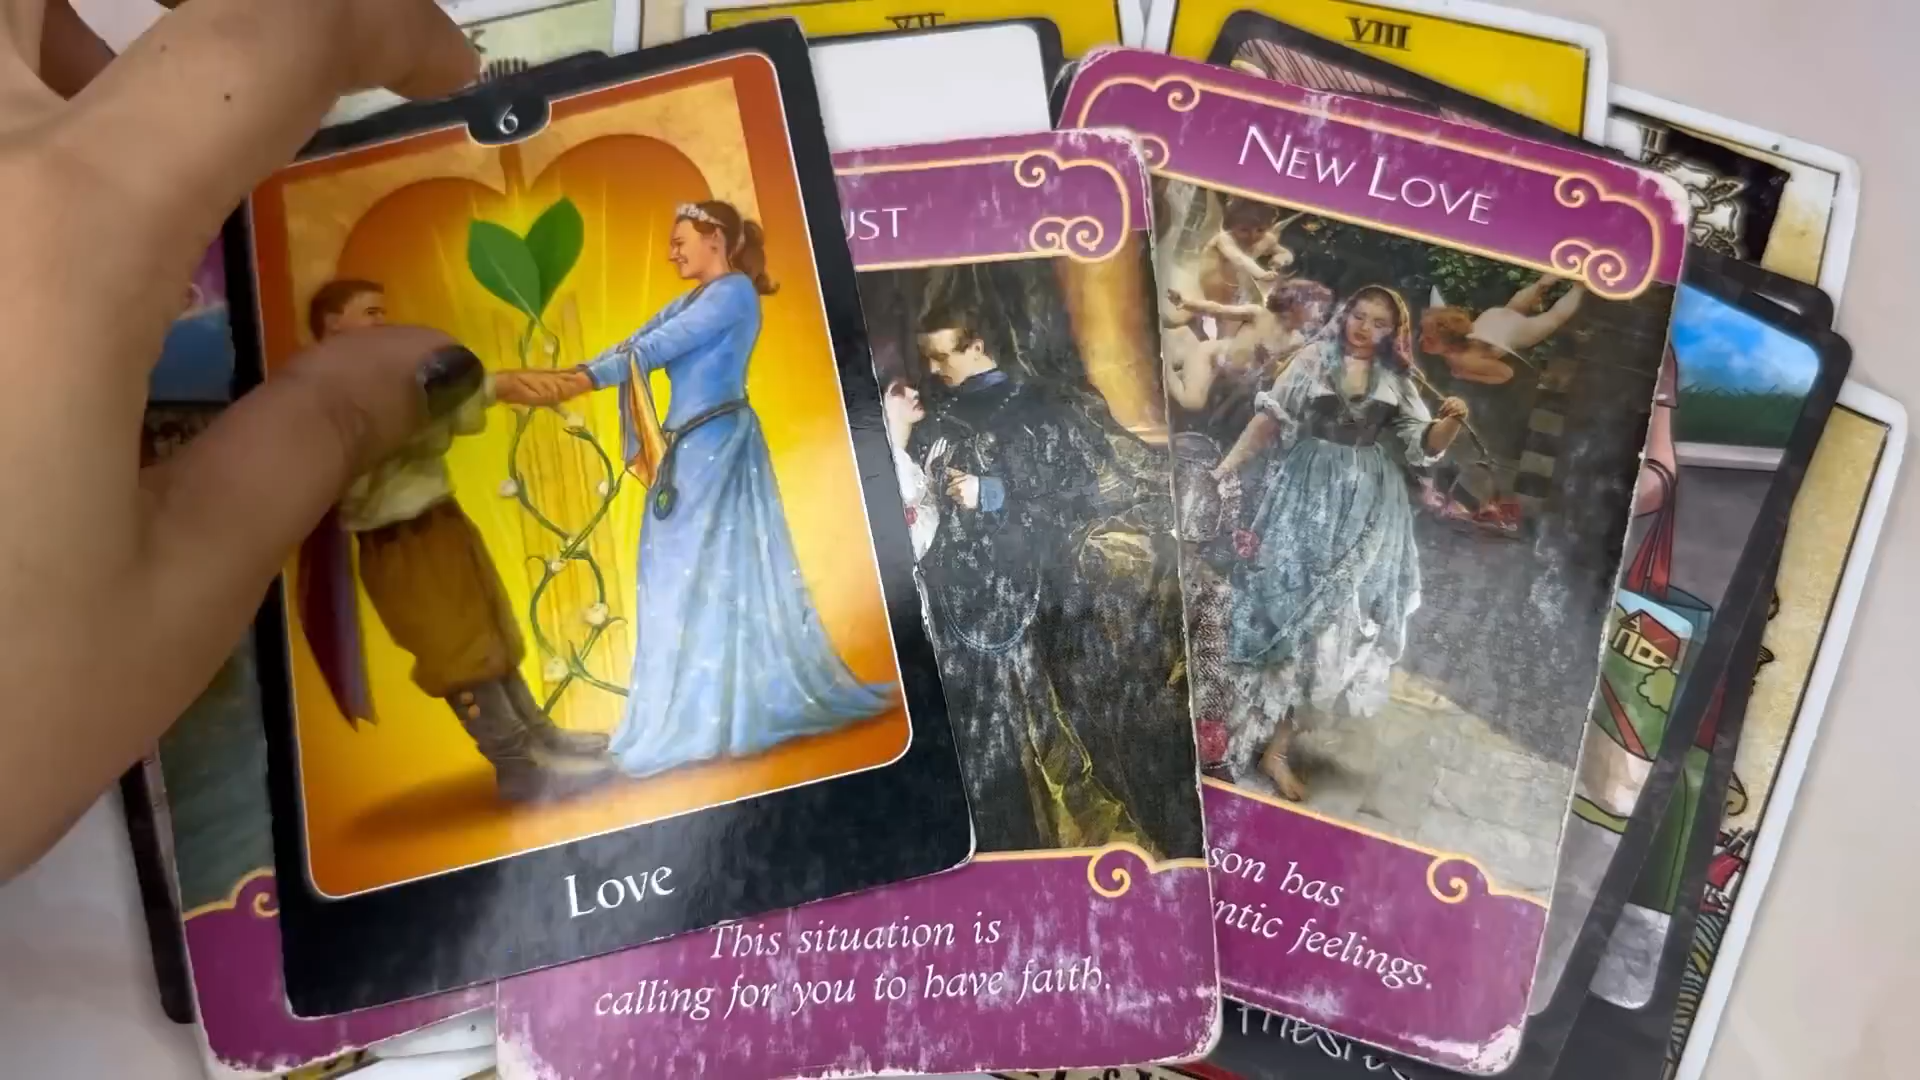 VII
VIII
6
UST
NEW LOVE
Love
This situation is
calling for you to have faith.
son has
ntic feelings.